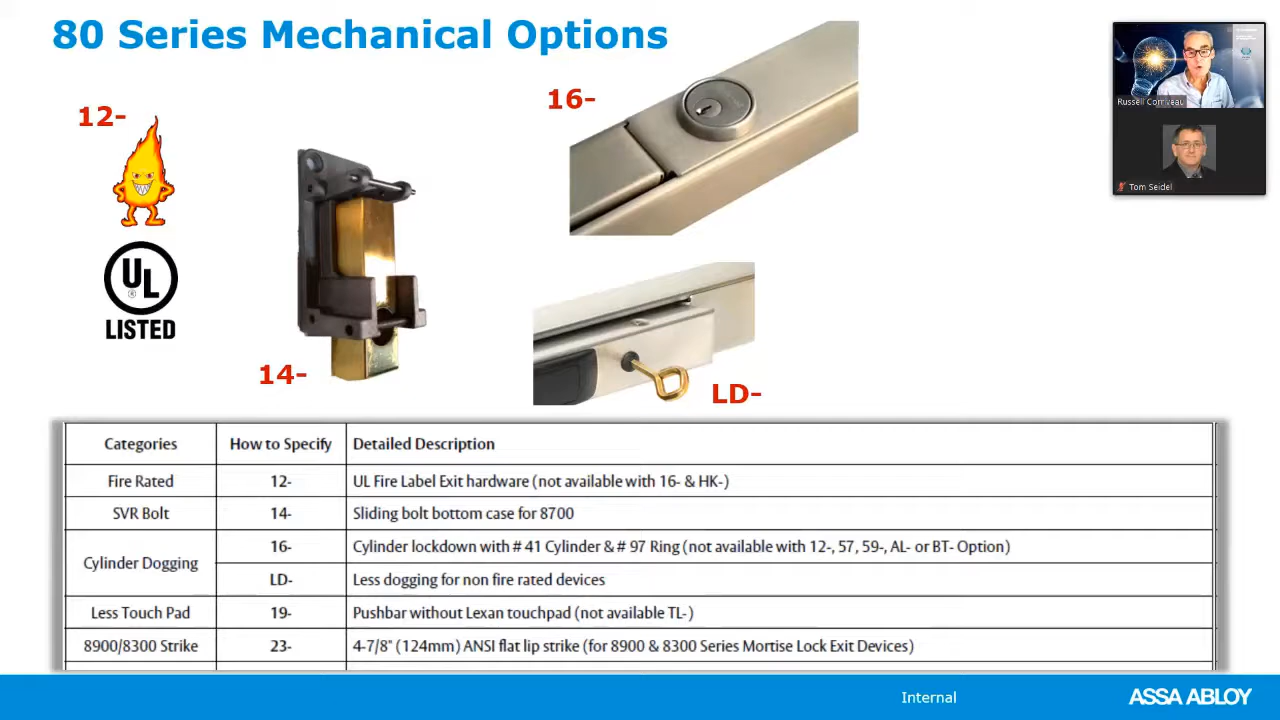 80 Series Mechanical Options
12-
16-
Russell Corriveau
Tom Seidel
UL
®
LISTED
14-
LD-
Categories How to Specify Detailed Description
Fire Rated 12- UL Fire Label Exit hardware (not available with 16- & HK-)
SVR Bolt 14- Sliding bolt bottom case for 8700
Cylinder Dogging 16- Cylinder lockdown with # 41 Cylinder & # 97 Ring (not available with 12-, 57, 59-, AL- or BT- Option)
LD- Less dogging for non fire rated devices
Less Touch Pad 19- Pushbar without Lexan touchpad (not available TL-)
8900/8300 Strike 23- 4-7/8" (124mm) ANSI flat lip strike (for 8900 & 8300 Series Mortise Lock Exit Devices)
Internal
ASSA ABLOY